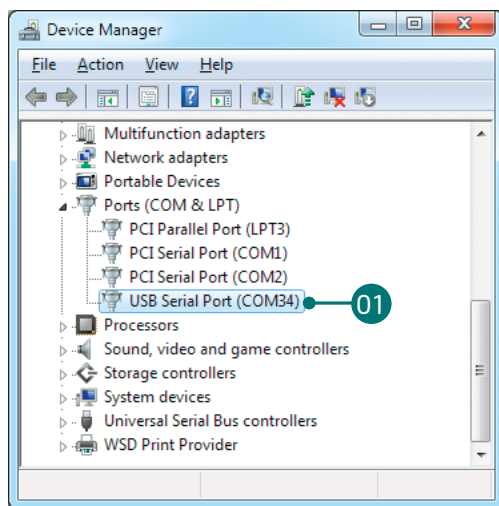 Device Manager
File Action View Help
Multifunction adapters
Network adapters
Portable Devices
Ports (COM & LPT)
PCI Parallel Port (LPT3)
PCI Serial Port (COM1)
PCI Serial Port (COM2)
USB Serial Port (COM34) 01
Processors
Sound, video and game controllers
Storage controllers
System devices
Universal Serial Bus controllers
WSD Print Provider